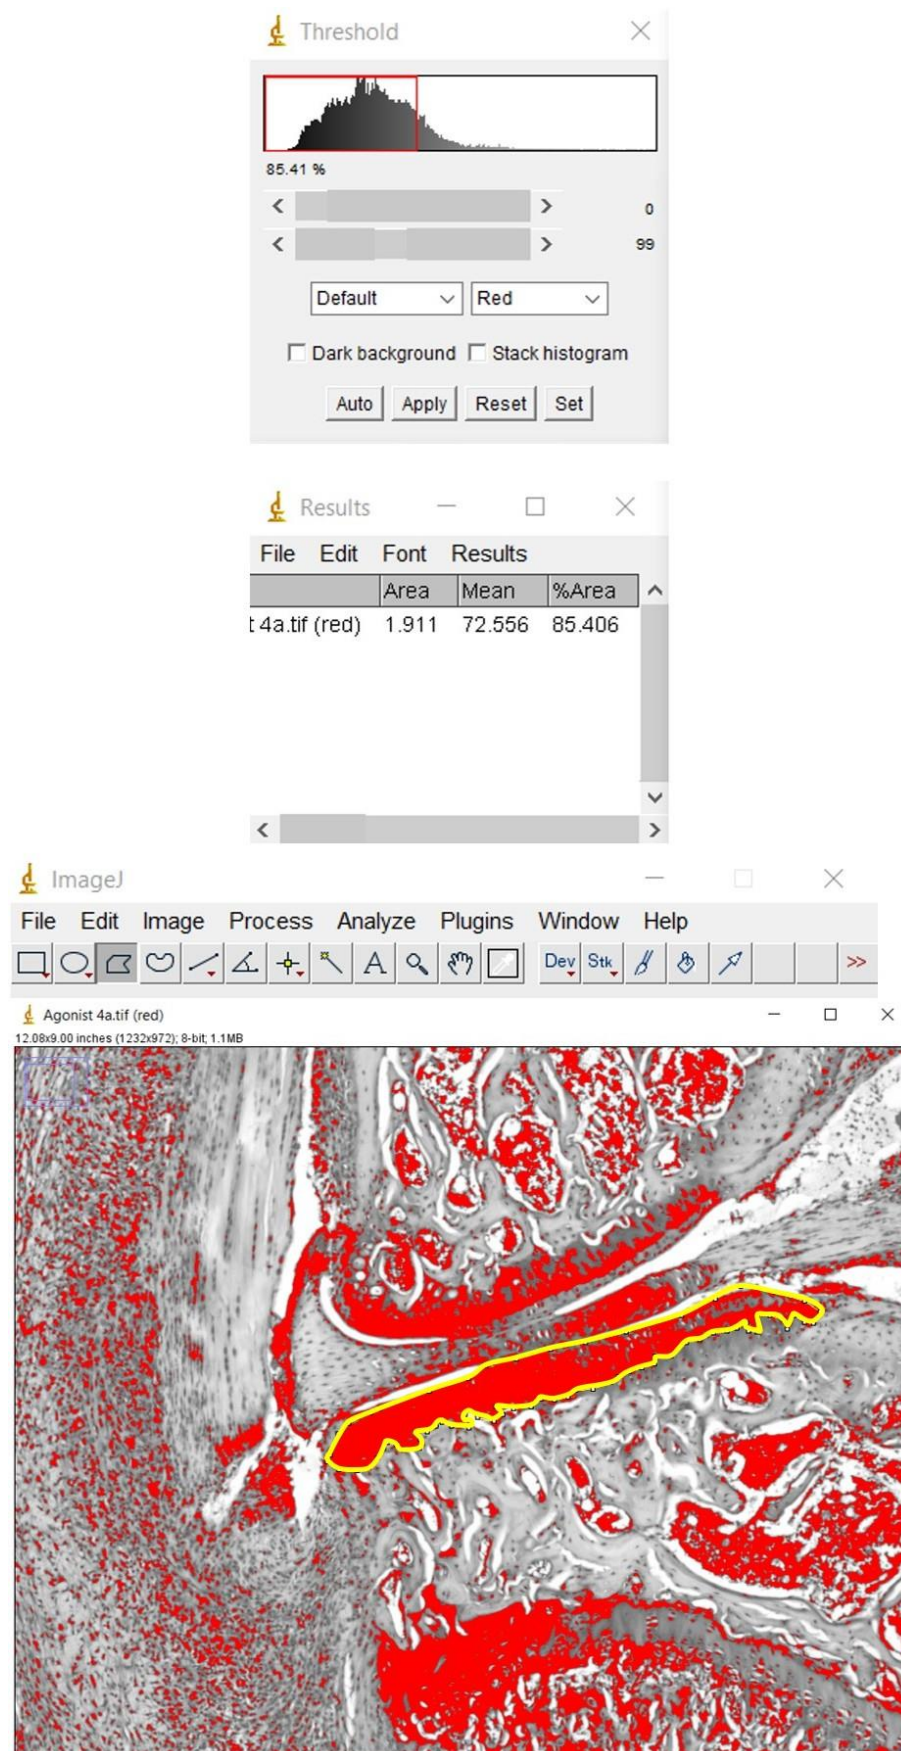 Threshold
85.41 %
0
99
Default Red
Dark background Stack histogram
Auto Apply Reset Set
Results
File Edit Font Results
Area Mean %Area
t 4a.tif (red) 1.911 72.556 85.406
ImageJ
File Edit Image Process Analyze Plugins Window Help
A Dev Stk >>
Agonist 4a.tif (red)
12.08x9.00 inches (1232x972); 8-bit; 1.1MB